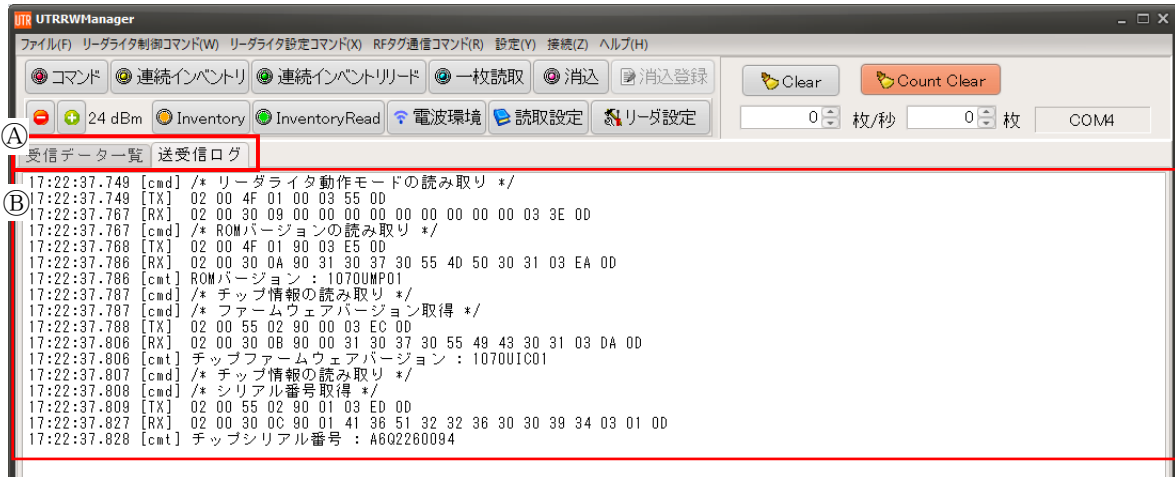 UTR UTRRWManager
ファイル(F) リーダライタ制御コマンド(W) リーダライタ設定コマンド(X) RFタグ通信コマンド(R) 設定(Y) 接続(Z) ヘルプ(H)
コマンド 連続インベントリ 連続インベントリリード 一枚読取 消込 消込登録 Clear Count Clear
24 dBm Inventory InventoryRead 電波環境 読取設定 リーダ設定 0 枚/秒 0 枚 COM4
Ⓐ
受信データ一覧 送受信ログ
Ⓑ
17:22:37.749 [cmd] /* リーダライタ動作モードの読み取り */
17:22:37.749 [TX] 02 00 4F 01 00 03 55 0D
17:22:37.767 [RX] 02 00 30 09 00 00 00 00 00 00 00 00 00 03 3E 0D
17:22:37.767 [cmd] /* ROMバージョンの読み取り */
17:22:37.768 [TX] 02 00 4F 01 90 03 E5 0D
17:22:37.786 [RX] 02 00 30 0A 90 31 30 37 30 55 4D 50 30 31 03 EA 0D
17:22:37.786 [cmt] ROMバージョン : 1070UMP01
17:22:37.787 [cmd] /* チップ情報の読み取り */
17:22:37.787 [cmd] /* ファームウェアバージョン取得 */
17:22:37.788 [TX] 02 00 55 02 90 00 03 EC 0D
17:22:37.806 [RX] 02 00 30 0B 90 00 31 30 37 30 55 49 43 30 31 03 DA 0D
17:22:37.806 [cmt] チップファームウェアバージョン : 1070UIC01
17:22:37.807 [cmd] /* チップ情報の読み取り */
17:22:37.808 [cmd] /* シリアル番号取得 */
17:22:37.809 [TX] 02 00 55 02 90 01 03 ED 0D
17:22:37.827 [RX] 02 00 30 0C 90 01 41 36 51 32 32 36 30 30 39 34 03 01 0D
17:22:37.828 [cmt] チップシリアル番号 : A6Q2260094